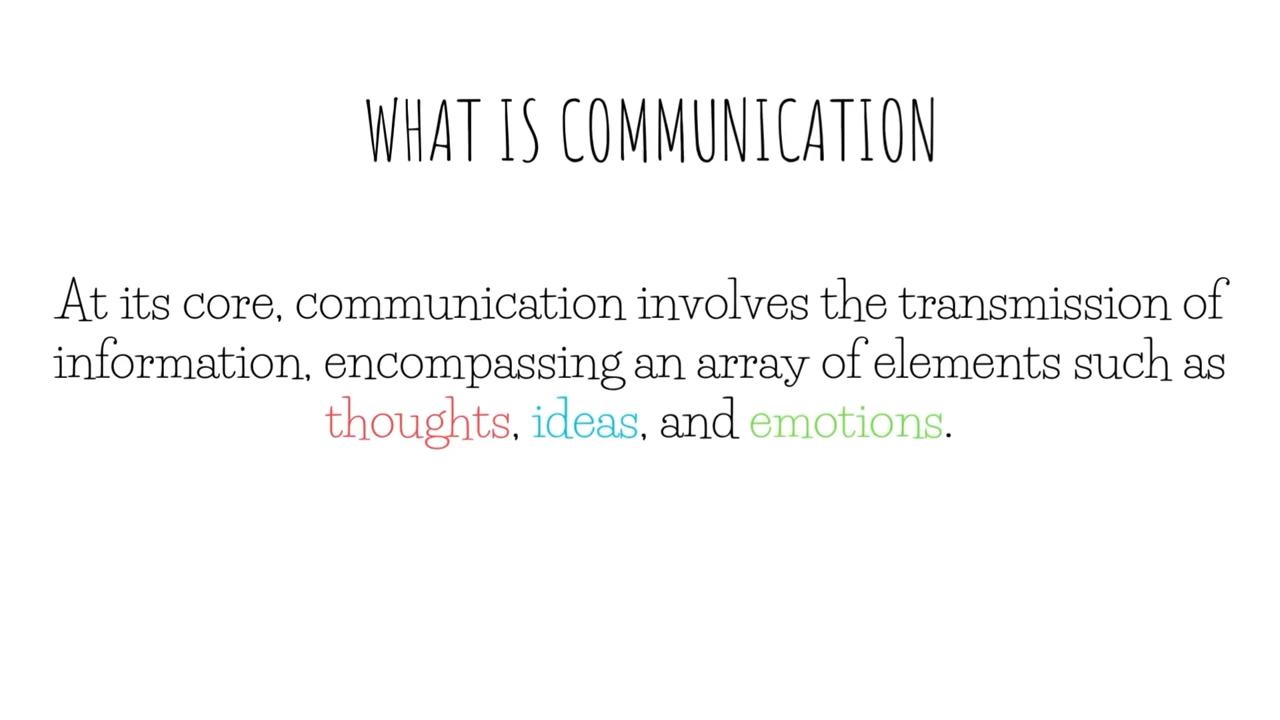 WHAT IS COMMUNICATION
At its core, communication involves the transmission of
information, encompassing an array of elements such as
thoughts, ideas, and emotions.